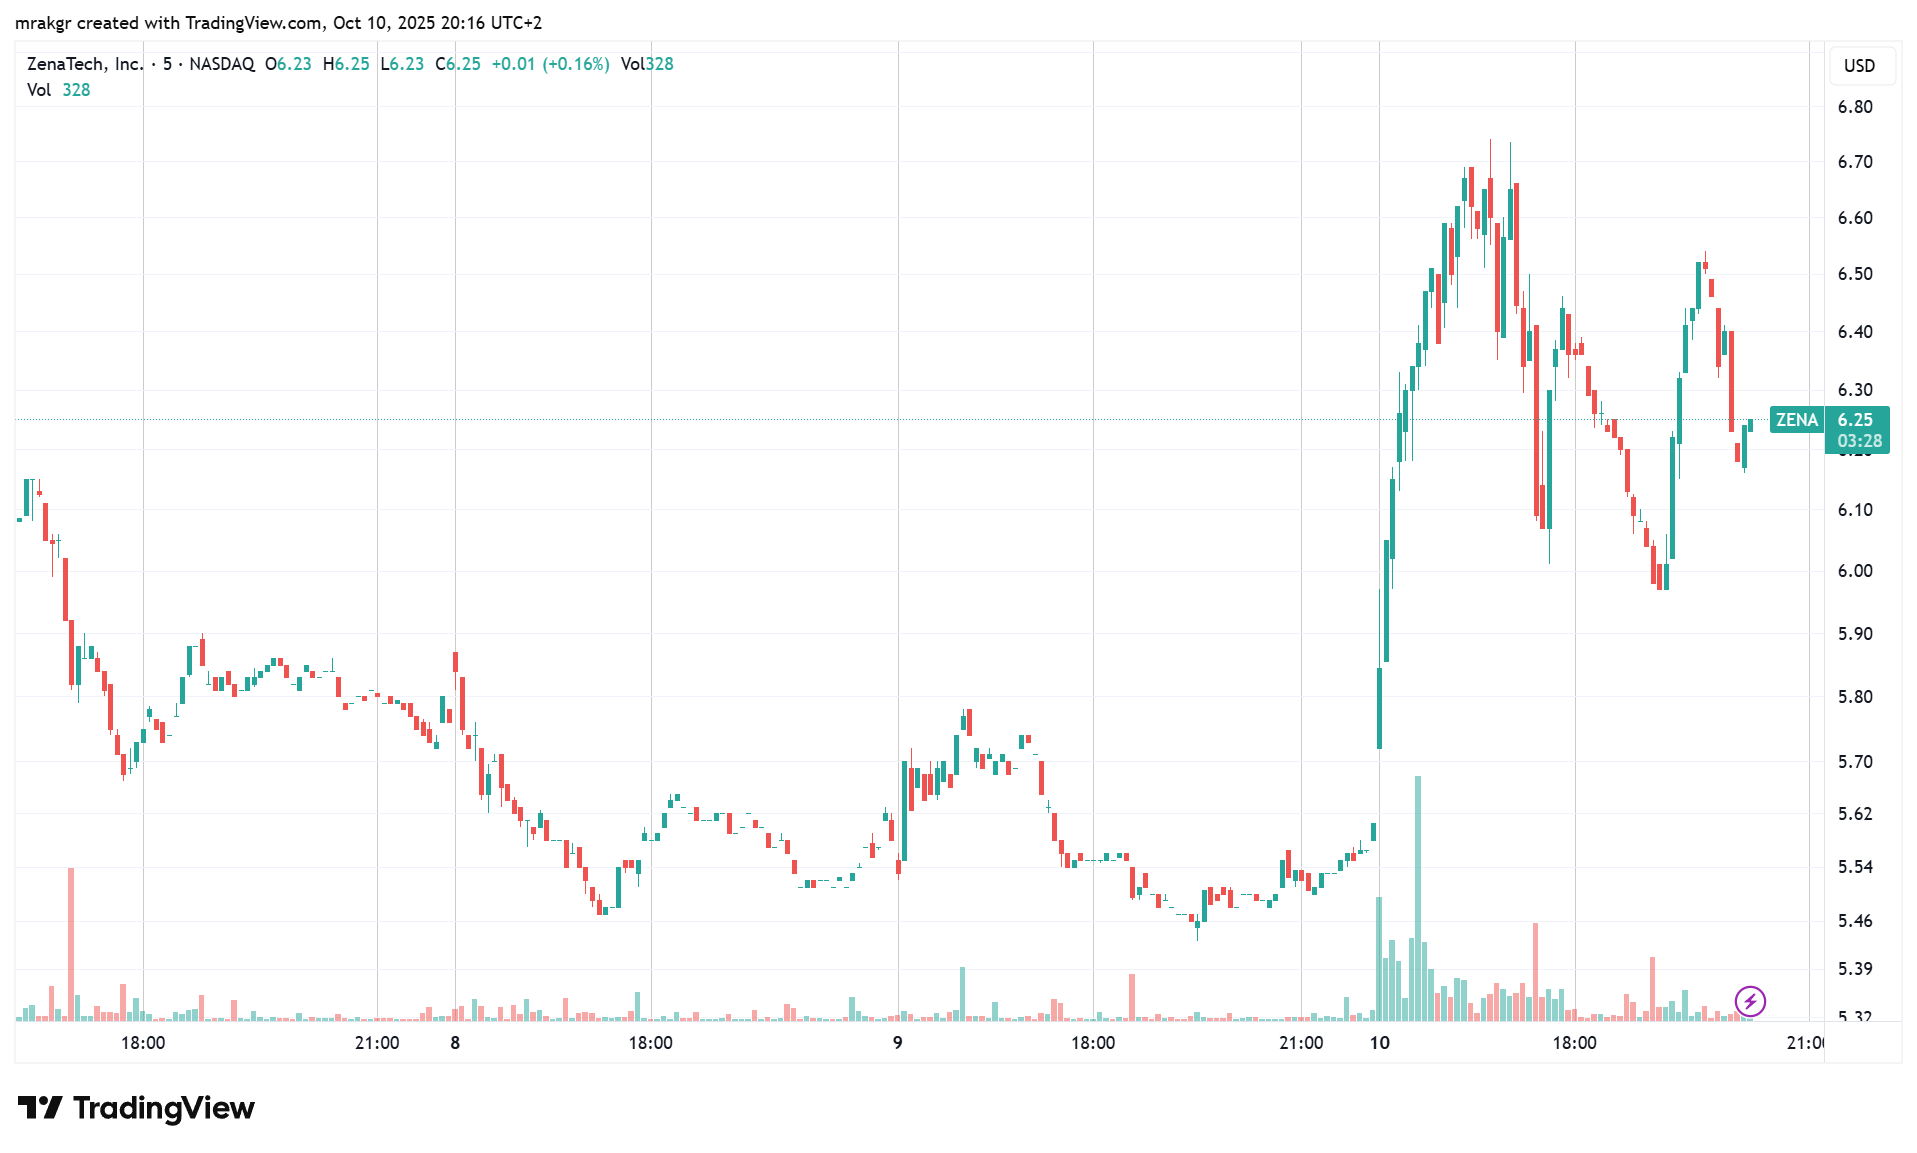 mrakgr created with TradingView.com, Oct 10, 2025 20:16 UTC+2
ZenaTech, Inc. · 5 · NASDAQ O6.23 H6.25 L6.23 C6.25 +0.01 (+0.16%) Vol328
Vol 328
USD
6.80
6.70
6.60
6.50
6.40
6.30
ZENA 6.25
03:28
6.20
6.10
6.00
5.90
5.80
5.70
5.62
5.54
5.46
5.39
5.32
18:00 21:00 8 18:00 9 18:00 21:00 10 18:00 21:00
TradingView